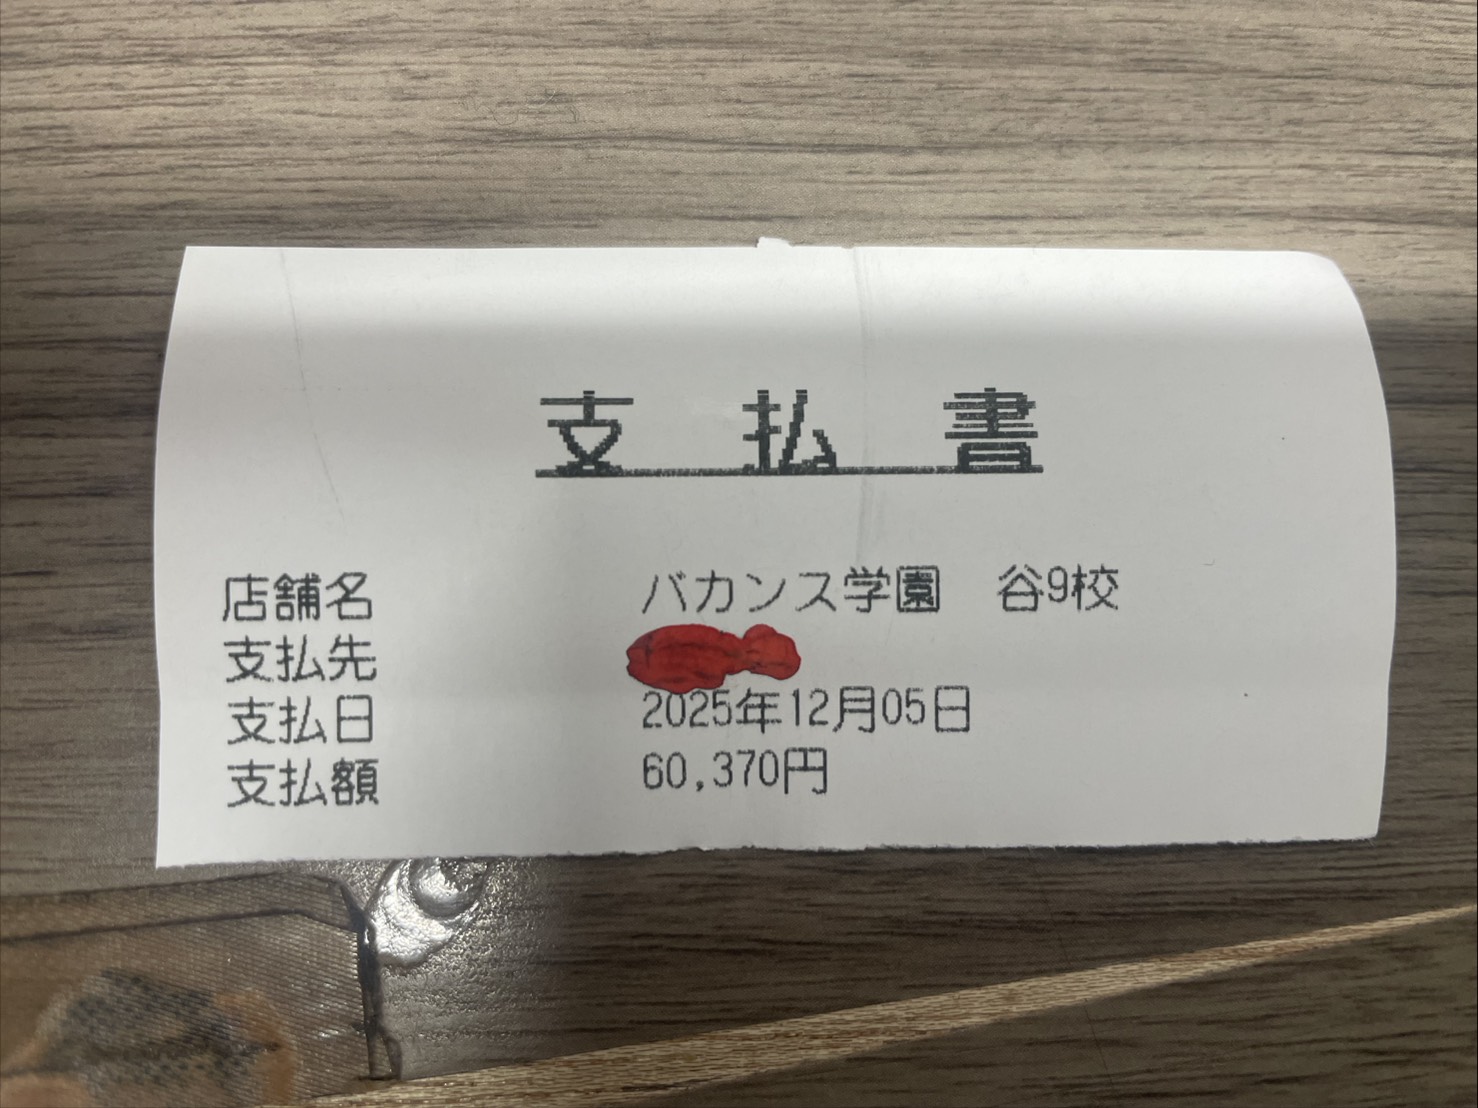 支払書
店舗名 バカンス学園 谷9校
支払先
支払日 2025年12月05日
支払額 60,370円